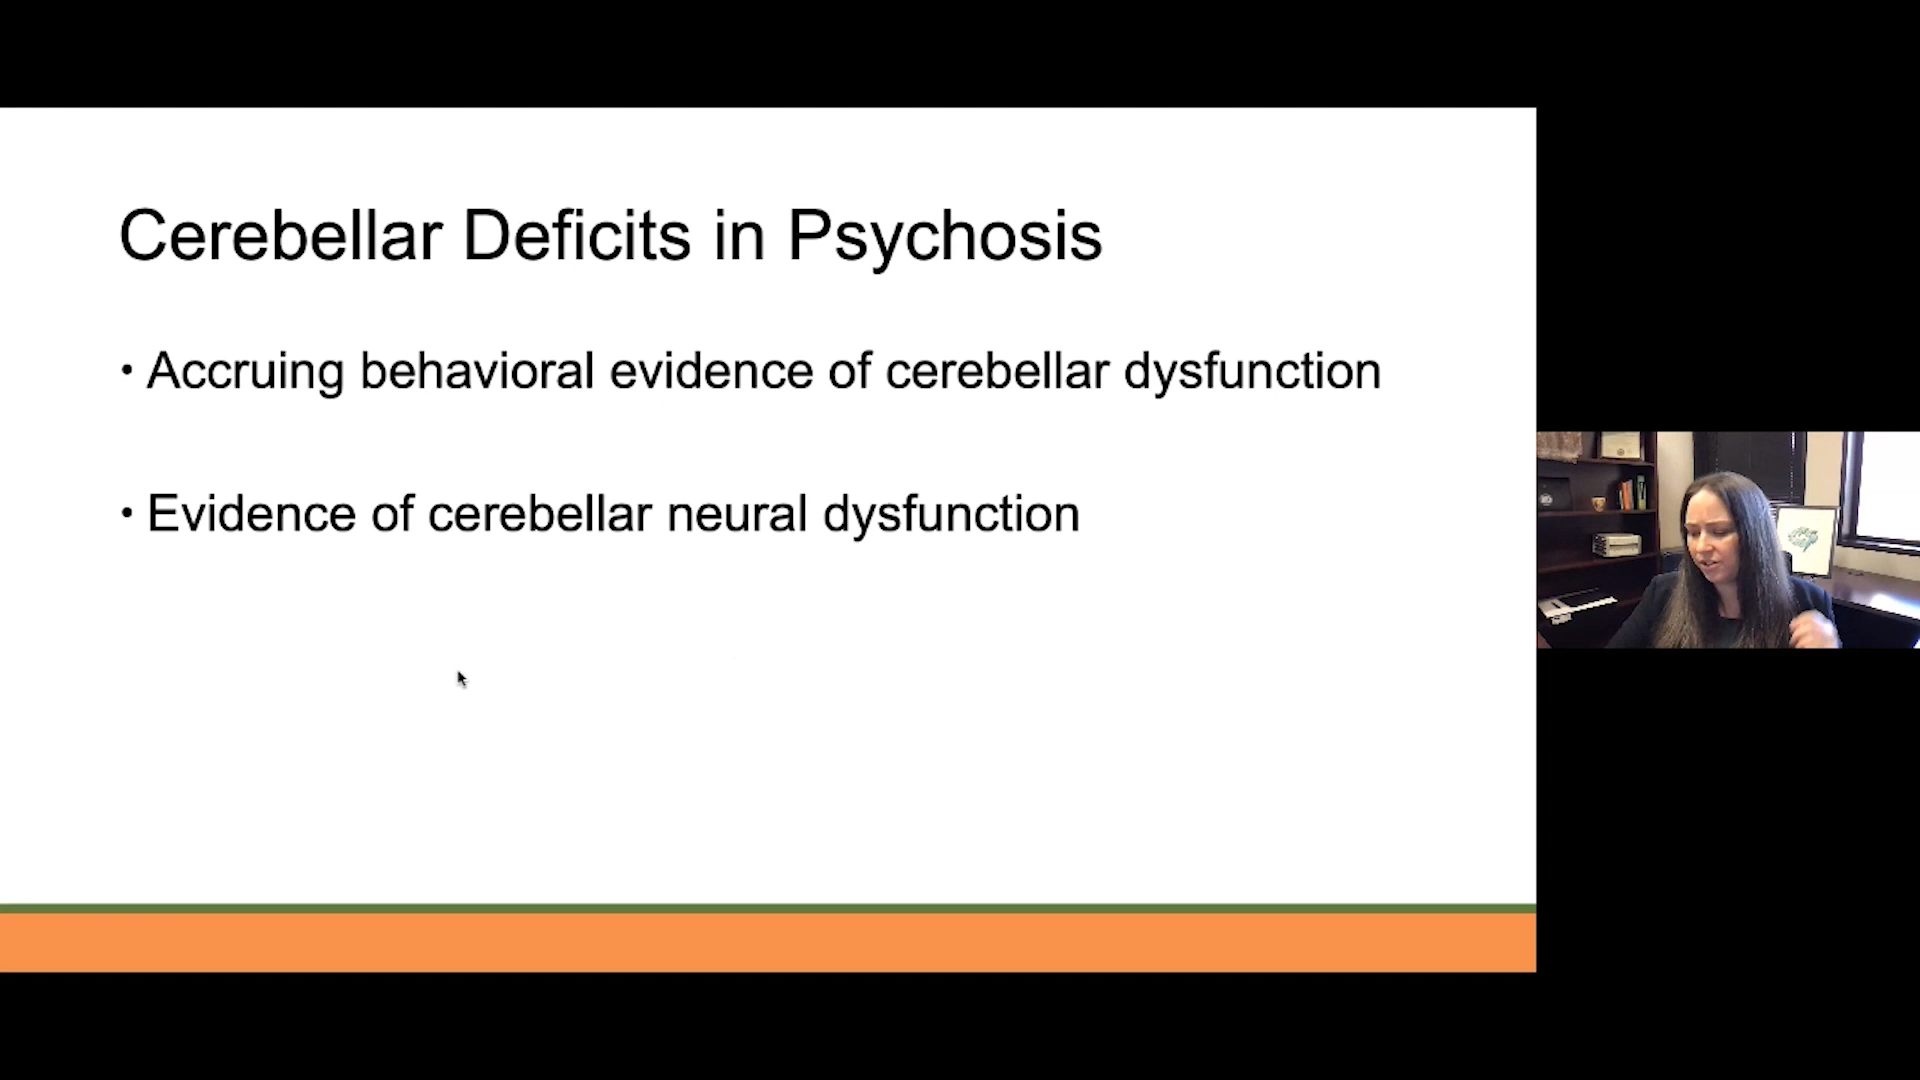 Cerebellar Deficits in Psychosis
• Accruing behavioral evidence of cerebellar dysfunction
• Evidence of cerebellar neural dysfunction